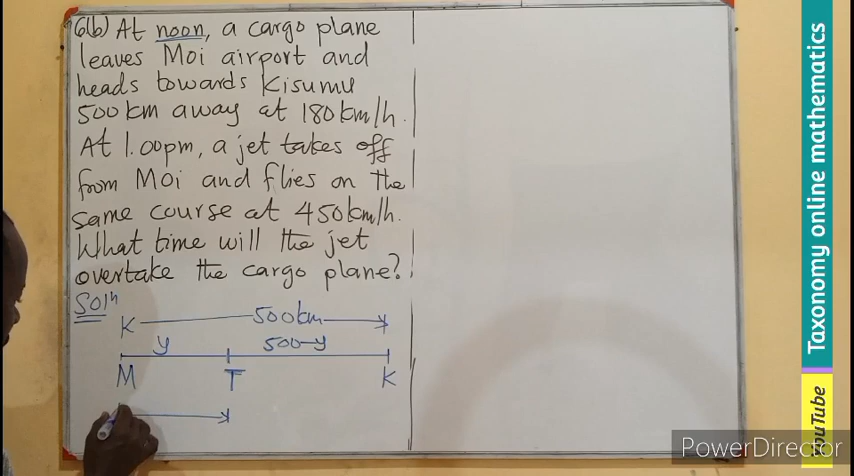 6(b) At noon, a cargo plane
leaves Moi airport and
heads towards Kisumu
500km away at 180km/h.
At 1.00pm, a jet takes off
from Moi and flies on the
same course at 450km/h.
What time will the jet
overtake the cargo plane?
Solⁿ
K 500km
y 500-y
M T K
Taxonomy online mathematics
YouTube
PowerDirector